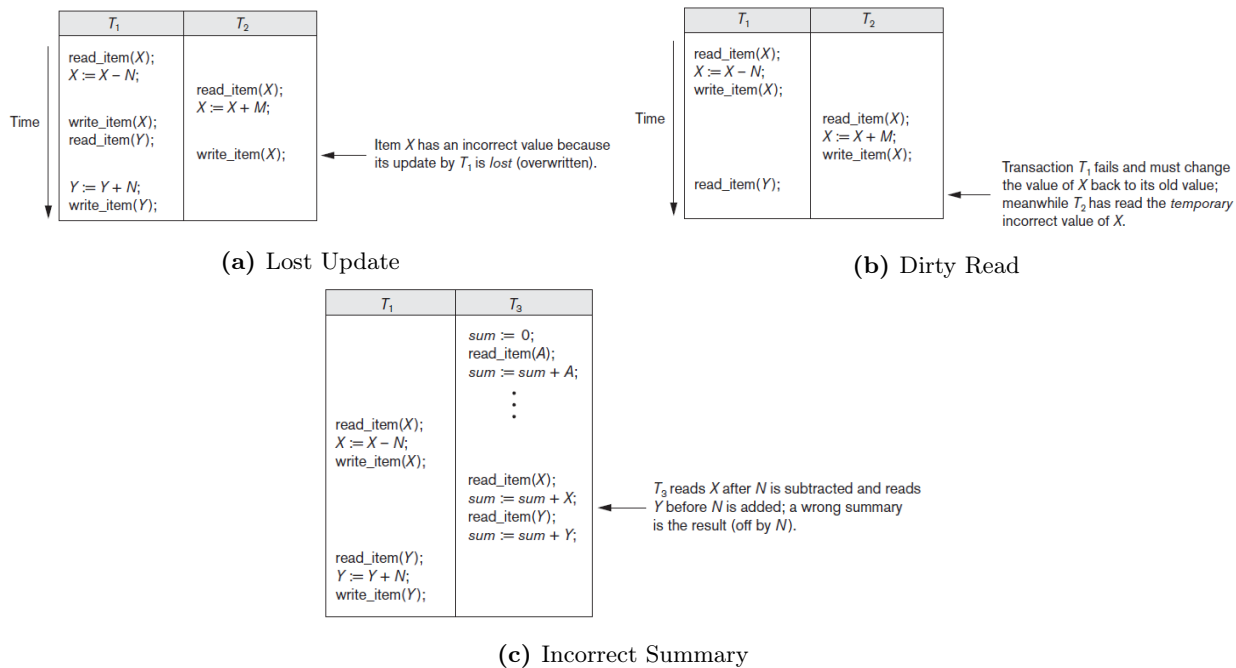 T1 T2
read_item(X);
X := X – N;
read_item(X);
X := X + M;
Time
write_item(X);
read_item(Y);
write_item(X);
Y := Y + N;
write_item(Y);
Item X has an incorrect value because
its update by T1 is lost (overwritten).
(a) Lost Update
T1 T2
read_item(X);
X := X – N;
write_item(X);
Time
read_item(X);
X := X + M;
write_item(X);
read_item(Y);
Transaction T1 fails and must change
the value of X back to its old value;
meanwhile T2 has read the temporary
incorrect value of X.
(b) Dirty Read
T1 T3
sum := 0;
read_item(A);
sum := sum + A;
read_item(X);
X := X – N;
write_item(X);
read_item(X);
sum := sum + X;
read_item(Y);
sum := sum + Y;
read_item(Y);
Y := Y + N;
write_item(Y);
T3 reads X after N is subtracted and reads
Y before N is added; a wrong summary
is the result (off by N).
(c) Incorrect Summary